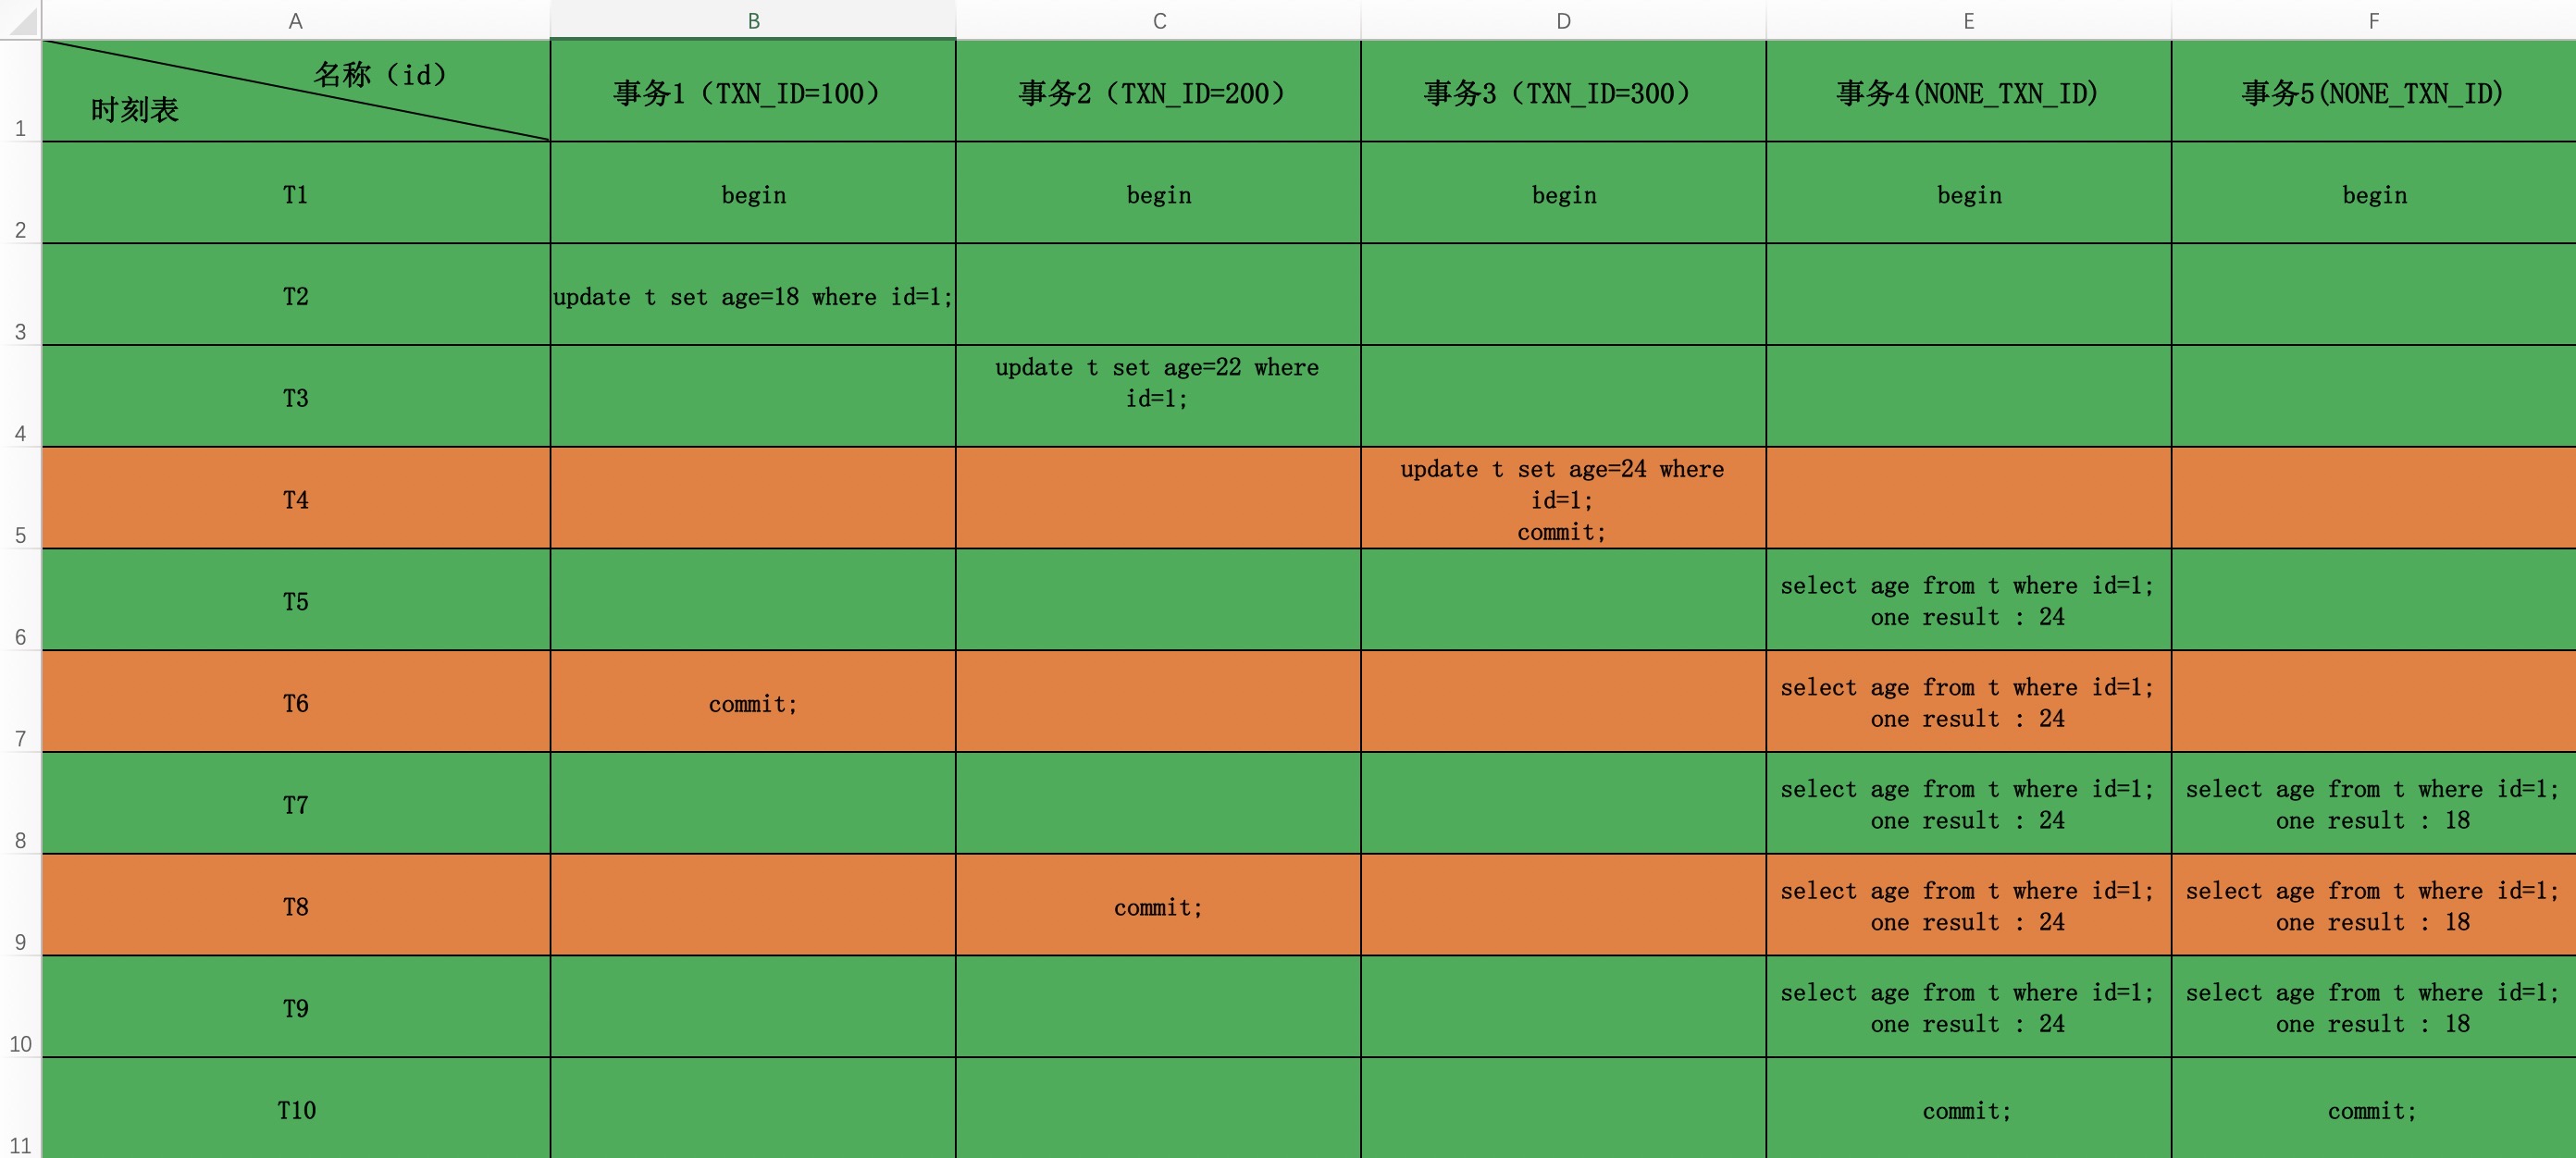 A B C D E F
名称（id）
时刻表
1 事务1（TXN_ID=100） 事务2（TXN_ID=200） 事务3（TXN_ID=300） 事务4(NONE_TXN_ID) 事务5(NONE_TXN_ID)
2 T1 begin begin begin begin begin
3 T2 update t set age=18 where id=1;
4 T3 update t set age=22 where
id=1;
5 T4 update t set age=24 where
id=1;
commit;
6 T5 select age from t where id=1;
one result : 24
7 T6 commit; select age from t where id=1;
one result : 24
8 T7 select age from t where id=1; select age from t where id=1;
one result : 24 one result : 18
9 T8 commit; select age from t where id=1; select age from t where id=1;
one result : 24 one result : 18
10 T9 select age from t where id=1; select age from t where id=1;
one result : 24 one result : 18
11 T10 commit; commit;